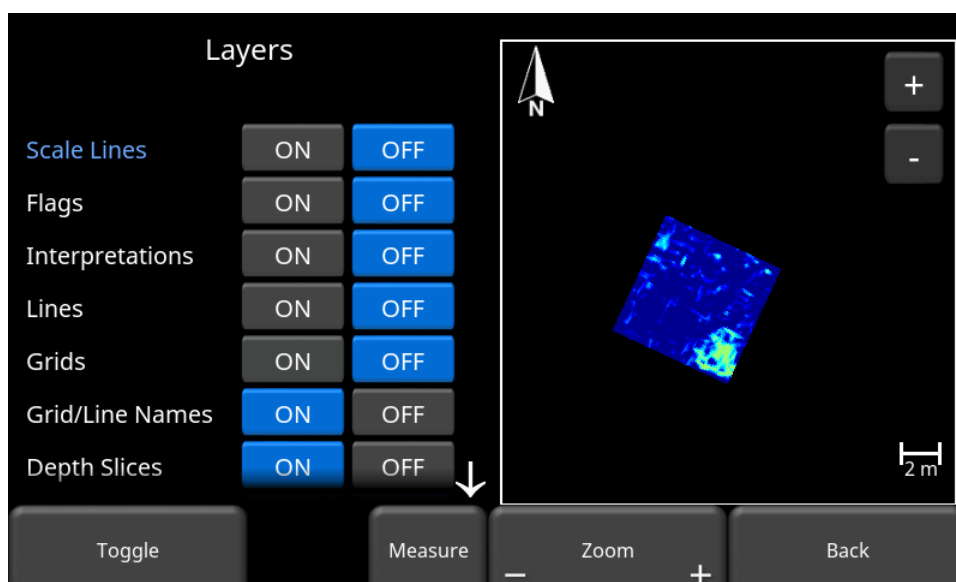 Layers
Scale Lines ON OFF
Flags ON OFF
Interpretations ON OFF
Lines ON OFF
Grids ON OFF
Grid/Line Names ON OFF
Depth Slices ON OFF
N
+
-
2 m
Toggle
Measure
− Zoom +
Back